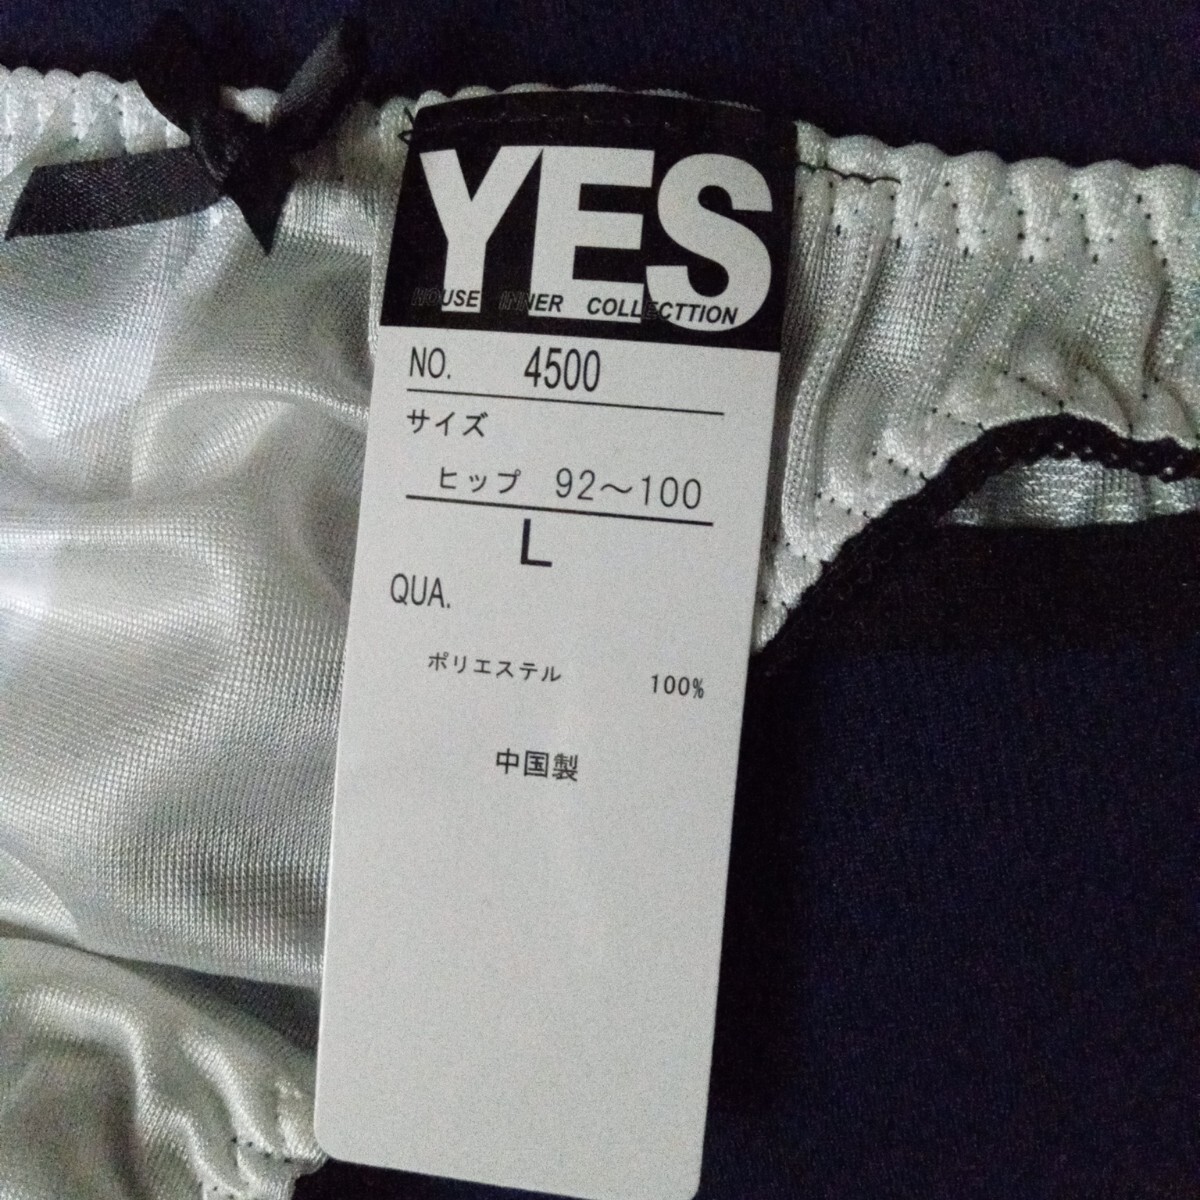 YES
HOUSE INNER COLLECTTION
NO. 4500
サイズ
ヒップ 92～100
L
QUA.
ポリエステル 100%
中国製